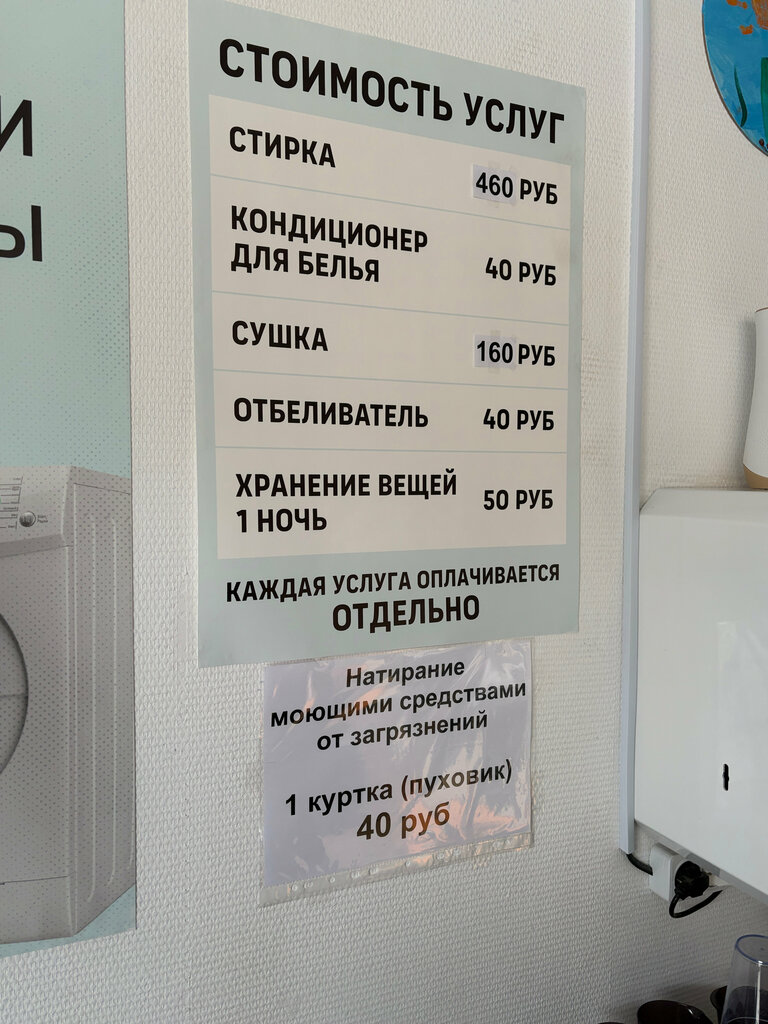 И
Ы
СТОИМОСТЬ УСЛУГ
СТИРКА
460 РУБ
КОНДИЦИОНЕР
ДЛЯ БЕЛЬЯ
40 РУБ
СУШКА
160 РУБ
ОТБЕЛИВАТЕЛЬ
40 РУБ
ХРАНЕНИЕ ВЕЩЕЙ
1 НОЧЬ
50 РУБ
КАЖДАЯ УСЛУГА ОПЛАЧИВАЕТСЯ
ОТДЕЛЬНО
Натирание
моющими средствами
от загрязнений
1 куртка (пуховик)
40 руб